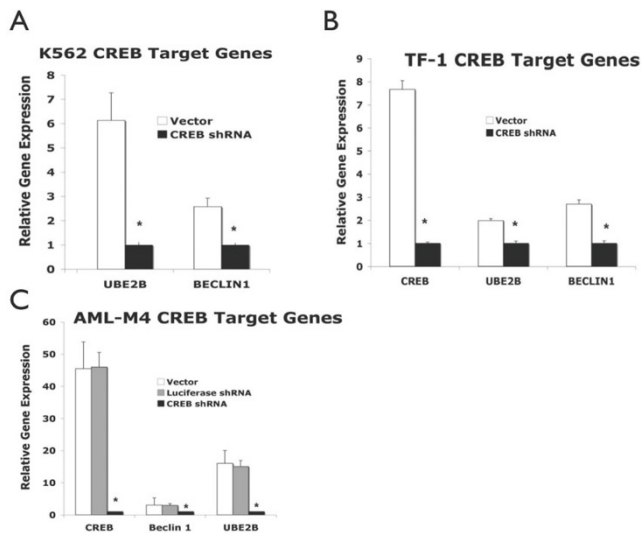 A
K562 CREB Target Genes
Relative Gene Expression
8
7
6
5
4
3
2
1
0
Vector
CREB shRNA
*
*
UBE2B
BECLIN1
B
TF-1 CREB Target Genes
Relative Gene Expression
9
8
7
6
5
4
3
2
1
0
Vector
CREB shRNA
*
*
*
CREB
UBE2B
BECLIN1
C
AML-M4 CREB Target Genes
Relative Gene Expression
60
50
40
30
20
10
0
Vector
Luciferase shRNA
CREB shRNA
*
*
*
CREB
Beclin 1
UBE2B